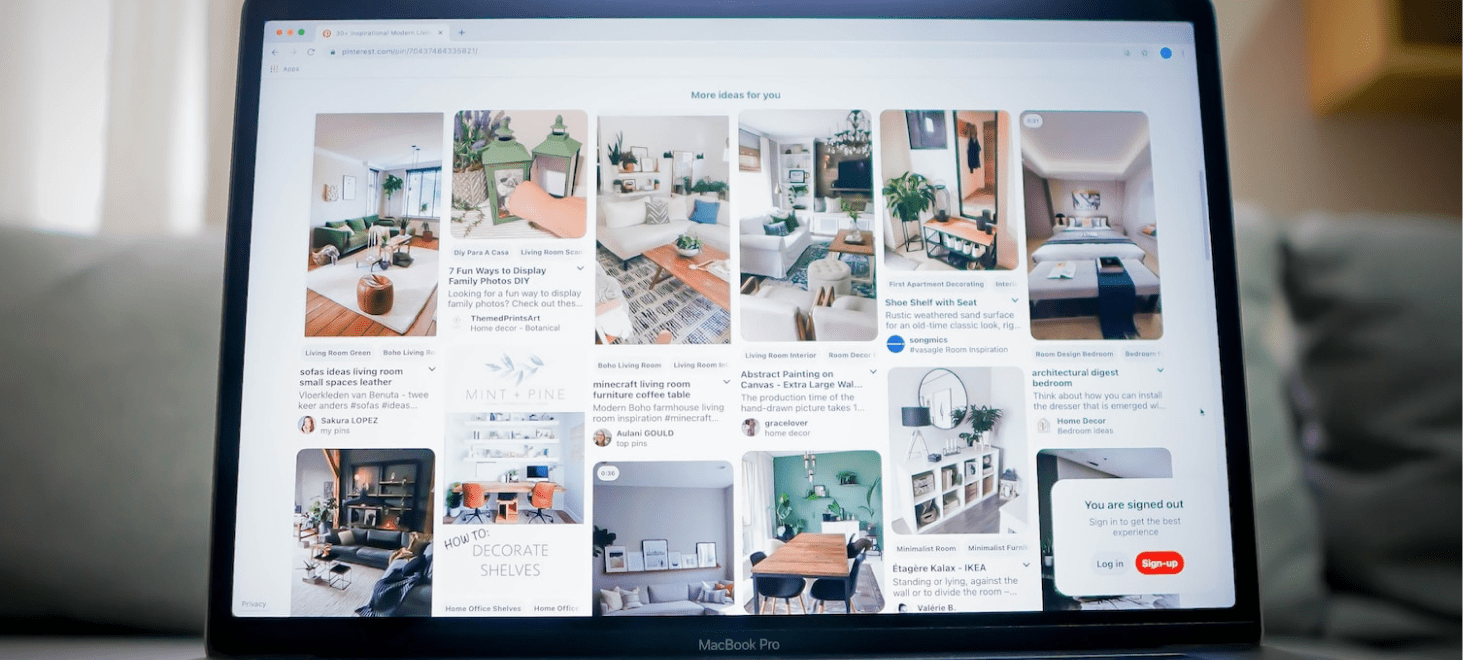 30+ Inspirational Modern Livin
pinterest.com/pin/70437464335821/
Apps
More ideas for you
Living Room Green
Boho Living Ro
sofas ideas living room
small spaces leather
Vloerkleden van Benuta - twee
keer anders #sofas #ideas...
Sakura LOPEZ
my pins
Diy Para A Casa
Living Room Scan
7 Fun Ways to Display
Family Photos DIY
Looking for a fun way to display
family photos? Check out thes...
ThemedPrintsArt
Home decor - Botanical
MINT + PINE
HOW TO:
DECORATE
SHELVES
Home Office Shelves
Home Office
Boho Living Room
Living Room Ins
minecraft living room
furniture coffee table
Modern Boho farmhouse living
room inspiration #minecraft...
Aulani GOULD
top pins
0:36
Living Room Interior
Room Decor
Abstract Painting on
Canvas - Extra Large Wal...
The production time of the
hand-drawn picture takes 1...
gracelover
home decor
First Apartment Decorating
Interi
Shoe Shelf with Seat
Rustic weathered sand surface
for an old-time classic look, rig...
songmics
#vasagle Room Inspiration
Minimalist Room
Minimalist Furni
Étagère Kalax - IKEA
Standing or lying, against the
wall or to divide the room –...
Valérie B.
Room Design Bedroom
Bedroom
architectural digest
bedroom
Think about how you can install
the dresser that is emerged wi...
Home Decor
Bedroom ideas
You are signed out
Sign in to get the best
experience
Log in
Sign-up
Privacy
MacBook Pro